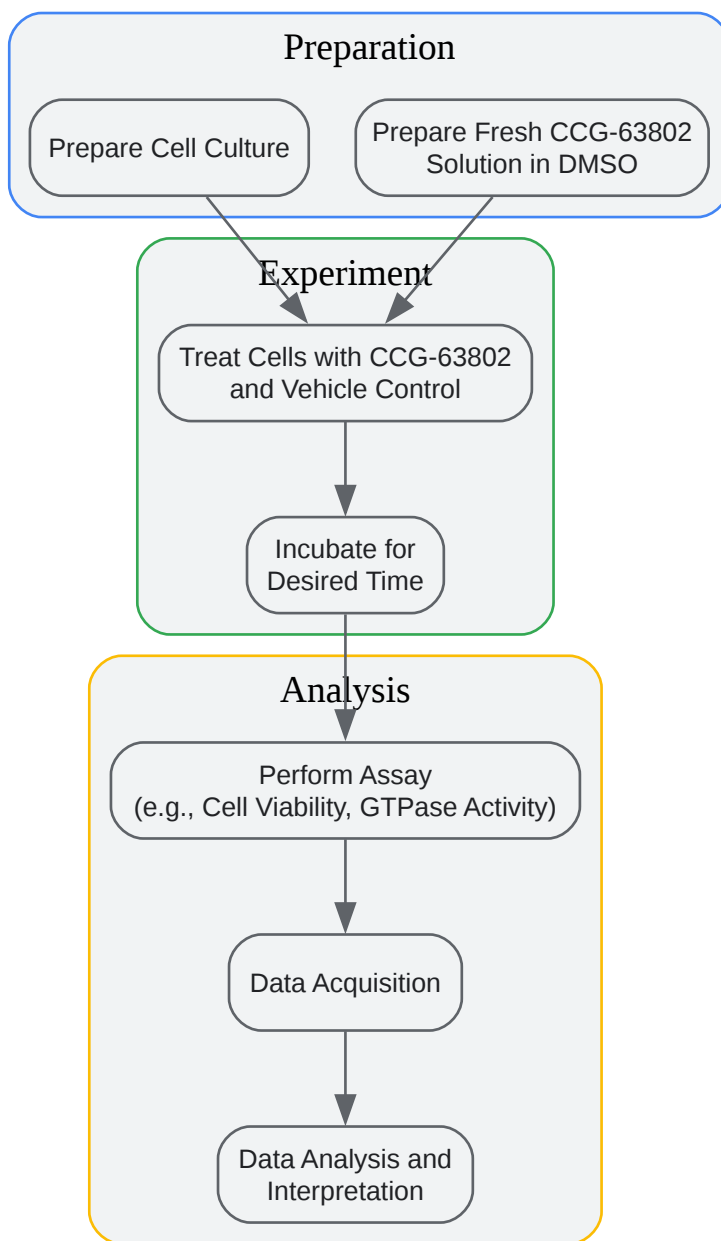 Preparation
Prepare Cell Culture
Prepare Fresh CCG-63802
Solution in DMSO
Experiment
Treat Cells with CCG-63802
and Vehicle Control
Incubate for
Desired Time
Analysis
Perform Assay
(e.g., Cell Viability, GTPase Activity)
Data Acquisition
Data Analysis and
Interpretation